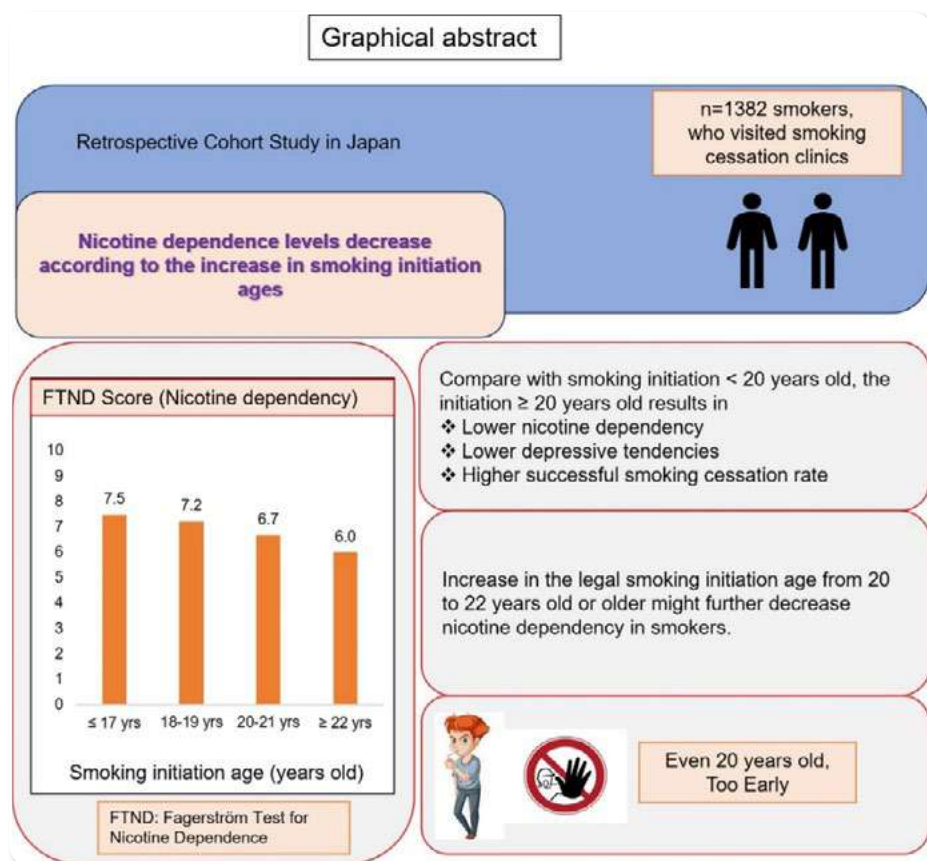 Graphical abstract
Retrospective Cohort Study in Japan
n=1382 smokers,
who visited smoking
cessation clinics
Nicotine dependence levels decrease
according to the increase in smoking initiation
ages
FTND Score (Nicotine dependency)
10
9
8
7
6
5
4
3
2
1
0
7.5
7.2
6.7
6.0
≤ 17 yrs 18-19 yrs 20-21 yrs ≥ 22 yrs
Smoking initiation age (years old)
FTND: Fagerström Test for
Nicotine Dependence
Compare with smoking initiation < 20 years old, the
initiation ≥ 20 years old results in
❖ Lower nicotine dependency
❖ Lower depressive tendencies
❖ Higher successful smoking cessation rate
Increase in the legal smoking initiation age from 20
to 22 years old or older might further decrease
nicotine dependency in smokers.
Even 20 years old,
Too Early